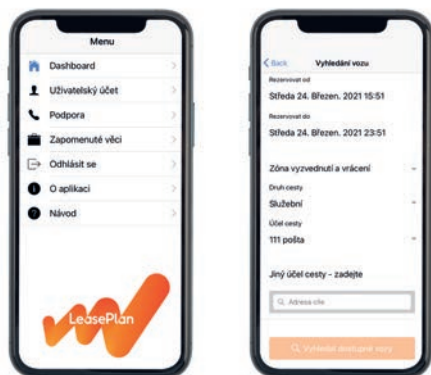 Menu
Dashboard
Uživatelský účet
Podpora
Zapomenuté věci
Odhlásit se
O aplikaci
Návod
LeasePlan
Back
Vyhledání vozu
Rezervovat od
Středa 24. Březen. 2021 15:51
Rezervovat do
Středa 24. Březen. 2021 23:51
Zóna vyzvednutí a vrácení
Druh cesty
Služební
Účel cesty
111 pošta
Jiný účel cesty - zadejte
Adresa cíle
Vyhledat dostupné vozy